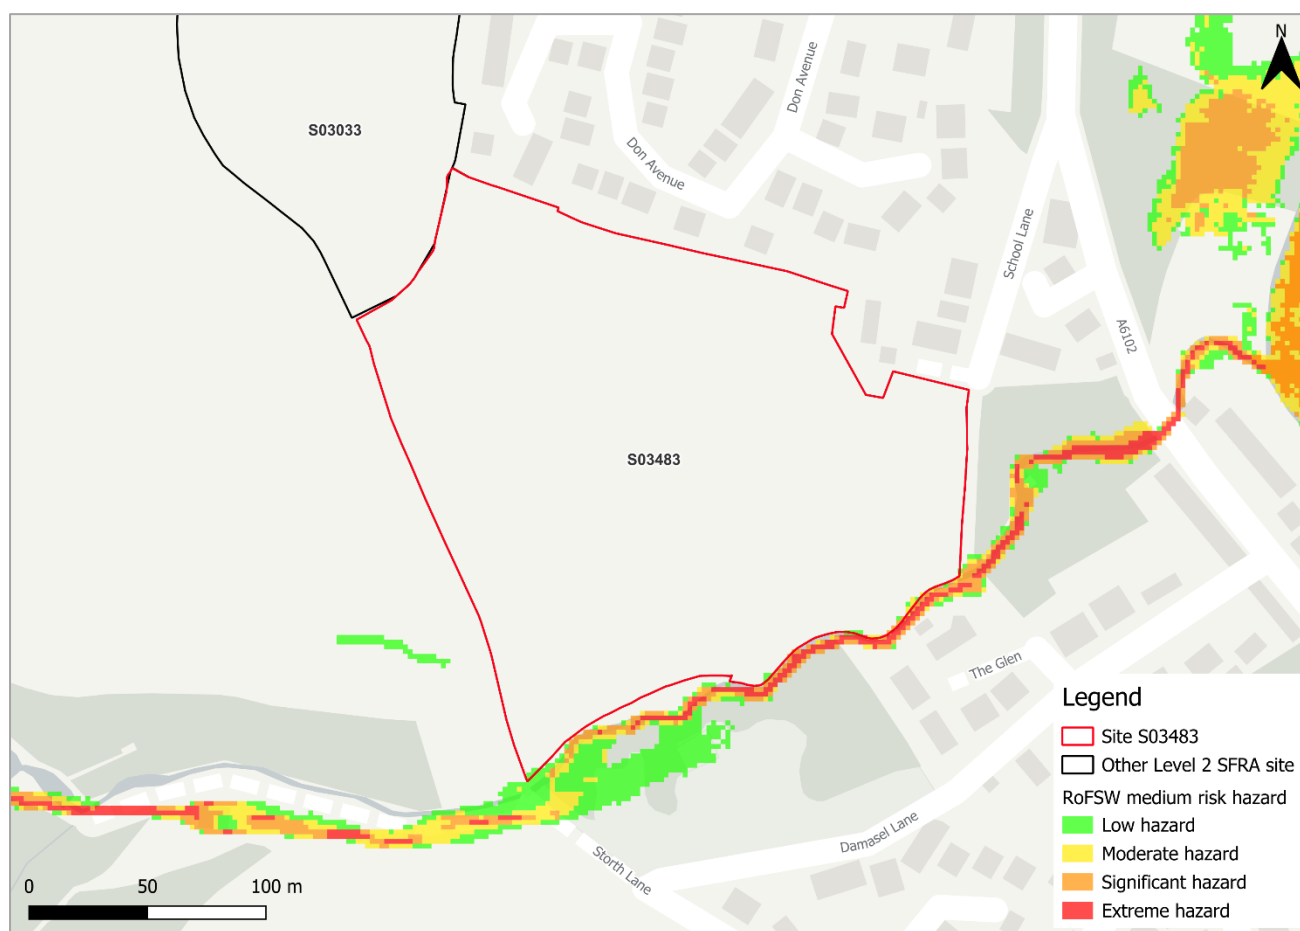 N
S03033
Don Avenue
Don Avenue
School Lane
A6102
S03483
The Glen
Damasel Lane
Storth Lane
Legend
Site S03483
Other Level 2 SFRA site
RoFSW medium risk hazard
Low hazard
Moderate hazard
Significant hazard
Extreme hazard
0 50 100 m